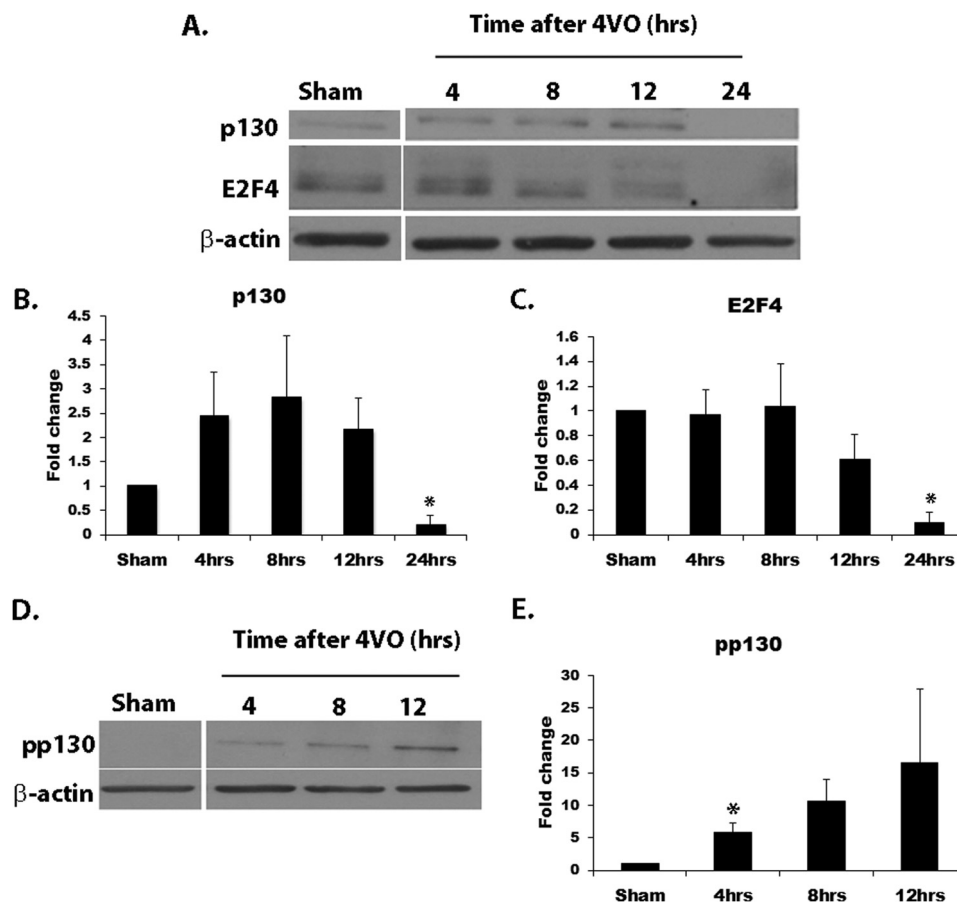 A.
Time after 4VO (hrs)
Sham 4 8 12 24
p130
E2F4
β-actin
B.
p130
Fold change
4.5
4
3.5
3
2.5
2
1.5
1
0.5
0
*
Sham 4hrs 8hrs 12hrs 24hrs
C.
E2F4
Fold change
1.6
1.4
1.2
1
0.8
0.6
0.4
0.2
0
*
Sham 4hrs 8hrs 12hrs 24hrs
D.
Time after 4VO (hrs)
Sham 4 8 12
pp130
β-actin
E.
pp130
Fold change
30
25
20
15
10
5
0
*
Sham 4hrs 8hrs 12hrs